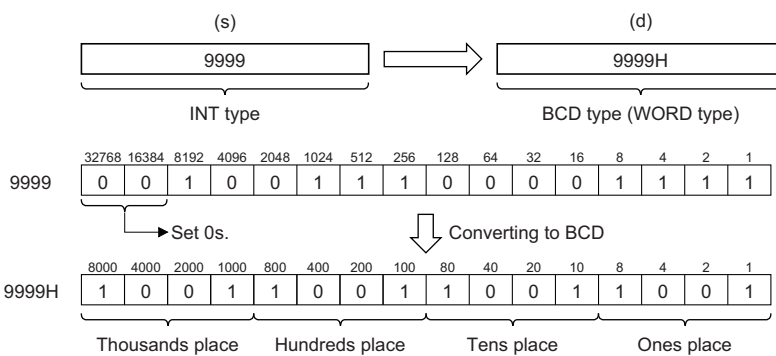 (s) (d)
9999 9999H
INT type BCD type (WORD type)
32768 16384 8192 4096 2048 1024 512 256 128 64 32 16 8 4 2 1
9999 0 0 1 0 0 1 1 1 0 0 0 0 1 1 1 1
Set 0s. Converting to BCD
8000 4000 2000 1000 800 400 200 100 80 40 20 10 8 4 2 1
9999H 1 0 0 1 1 0 0 1 1 0 0 1 1 0 0 1
Thousands place Hundreds place Tens place Ones place